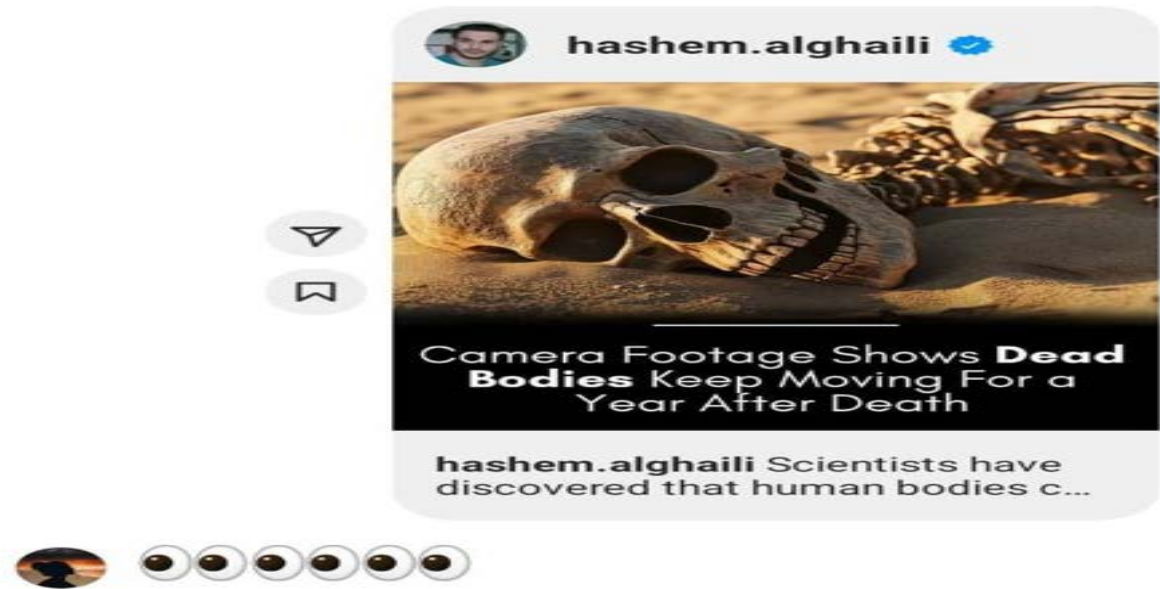 hashem.alghaili
Camera Footage Shows Dead
Bodies Keep Moving For a
Year After Death
hashem.alghaili Scientists have
discovered that human bodies c...
👀👀👀